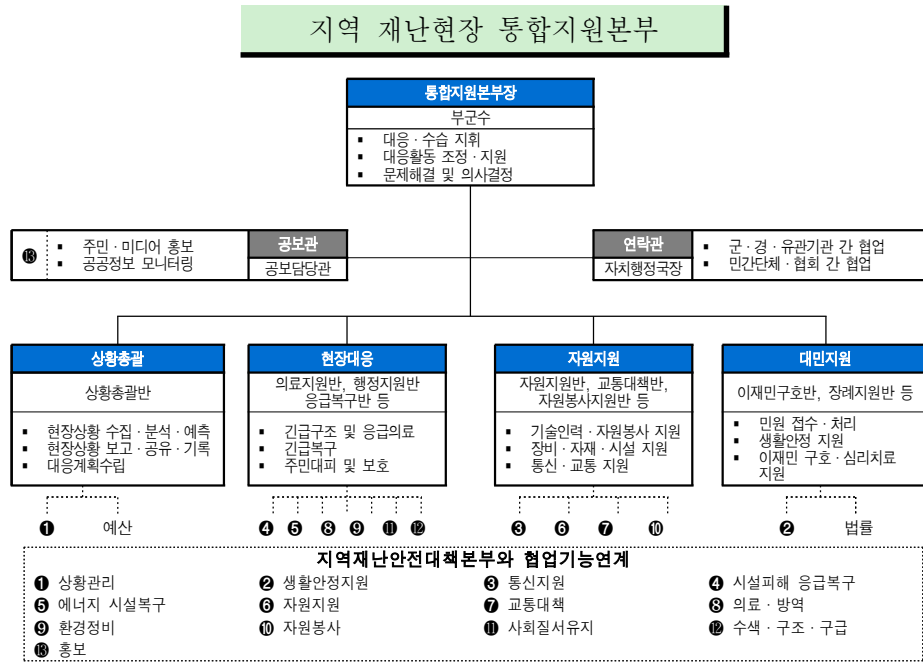 지역 재난현장 통합지원본부
통합지원본부장
부군수
▪ 대응·수습 지휘
▪ 대응활동 조정·지원
▪ 문제해결 및 의사결정
⓭
▪ 주민·미디어 홍보
▪ 공공정보 모니터링
공보관
공보담당관
연락관
자치행정국장
▪ 군·경·유관기관 간 협업
▪ 민간단체·협회 간 협업
상황총괄
상황총괄반
▪ 현장상황 수집·분석·예측
▪ 현장상황 보고·공유·기록
▪ 대응계획수립
❶ 예산
현장대응
의료지원반, 행정지원반
응급복구반 등
▪ 긴급구조 및 응급의료
▪ 긴급복구
▪ 주민대피 및 보호
❹ ❺ ❽ ❾ ⓫ ⓬
자원지원
자원지원반, 교통대책반,
자원봉사지원반 등
▪ 기술인력·자원봉사 지원
▪ 장비·자재·시설 지원
▪ 통신·교통 지원
❸ ❻ ❼ ❿
대민지원
이재민구호반, 장례지원반 등
▪ 민원 접수·처리
▪ 생활안정 지원
▪ 이재민 구호·심리치료
지원
❷ 법률
지역재난안전대책본부와 협업기능연계
❶ 상황관리 ❷ 생활안정지원 ❸ 통신지원 ❹ 시설피해 응급복구
❺ 에너지 시설복구 ❻ 자원지원 ❼ 교통대책 ❽ 의료·방역
❾ 환경정비 ❿ 자원봉사 ⓫ 사회질서유지 ⓬ 수색·구조·구급
⓭ 홍보